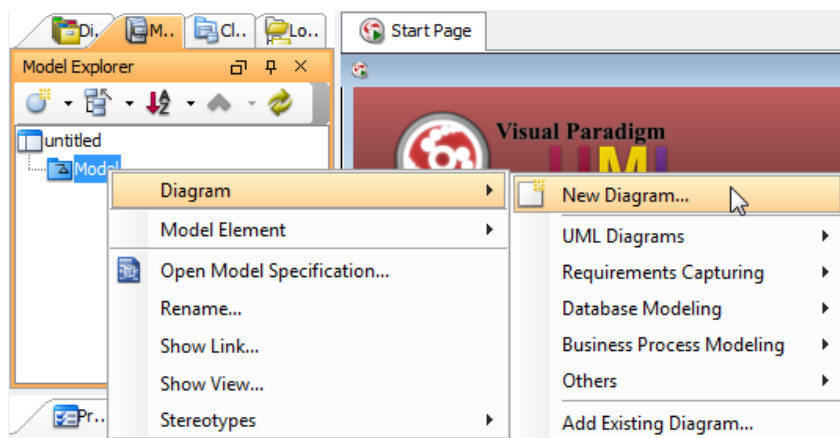 Di.
M..
Cl..
Lo..
Start Page
Model Explorer
untitled
Model
Visual Paradigm
UML
Diagram
Model Element
Open Model Specification...
Rename...
Show Link...
Show View...
Stereotypes
New Diagram...
UML Diagrams
Requirements Capturing
Database Modeling
Business Process Modeling
Others
Add Existing Diagram...
Pr..